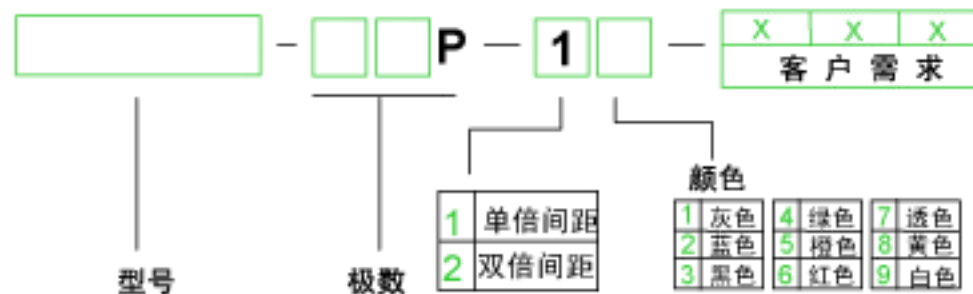 P — 1 — X X X
客户需求
颜色
1 单倍间距
2 双倍间距
1 灰色 4 绿色 7 透色
2 蓝色 5 橙色 8 黄色
3 黑色 6 红色 9 白色
型号 极数